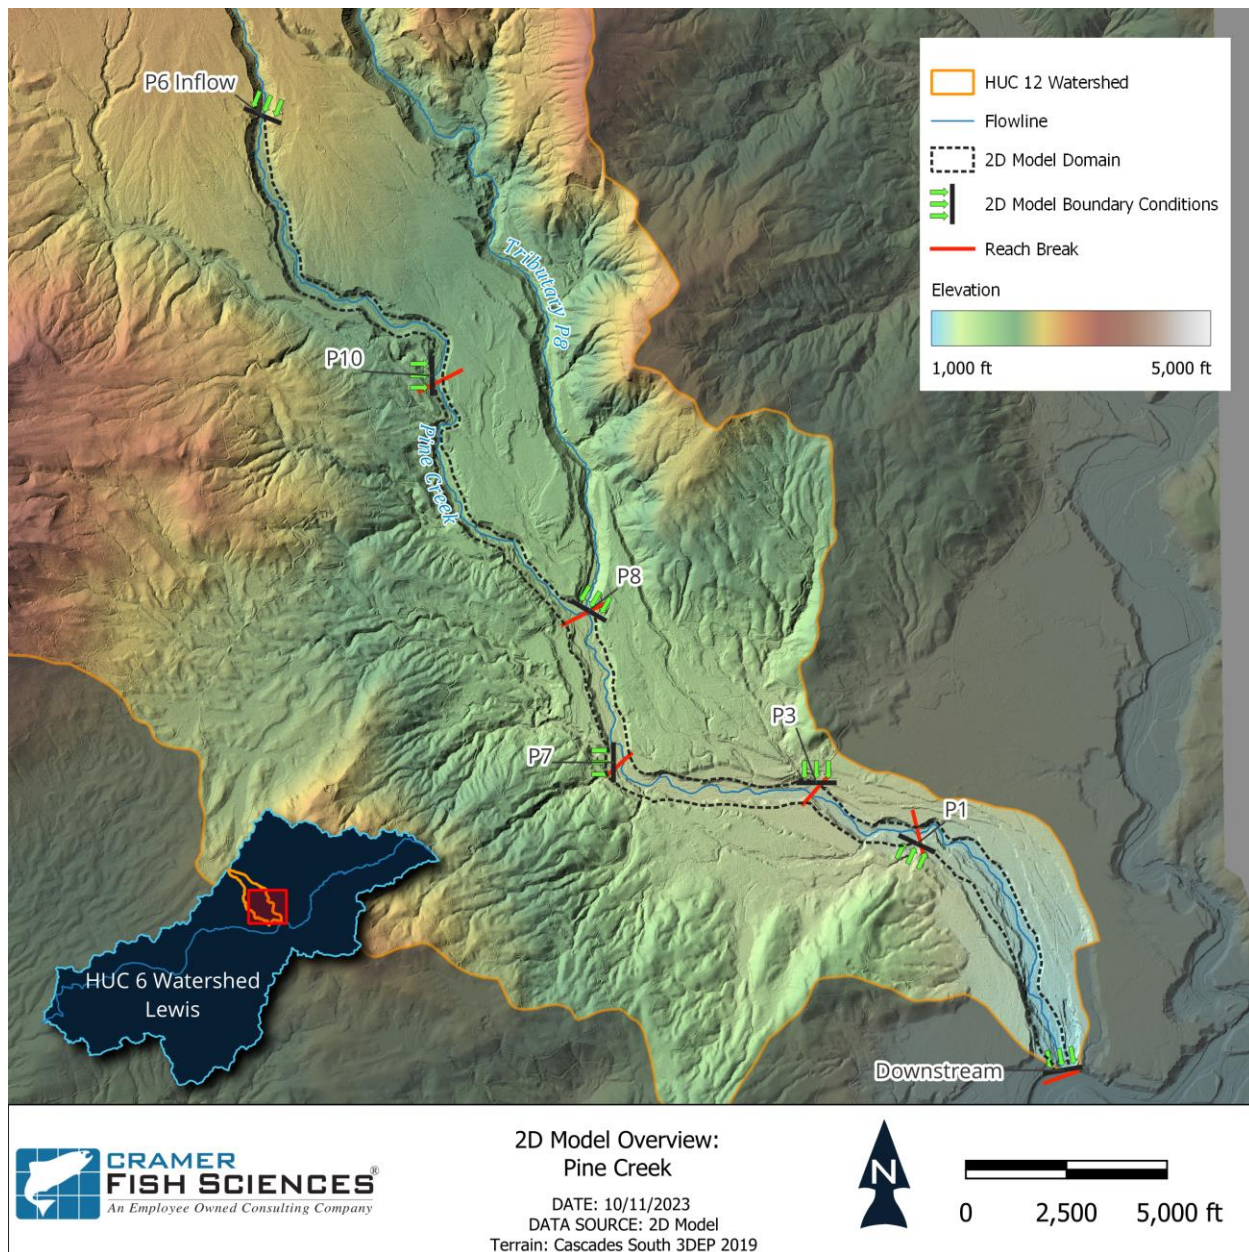 P6 Inflow
HUC 12 Watershed
Flowline
2D Model Domain
2D Model Boundary Conditions
Reach Break
Elevation
1,000 ft
5,000 ft
Tributary P8
P10
Pine Creek
P8
P3
P7
P1
HUC 6 Watershed
Lewis
Downstream
CRAMER
FISH SCIENCES®
An Employee Owned Consulting Company
2D Model Overview:
Pine Creek
DATE: 10/11/2023
DATA SOURCE: 2D Model
Terrain: Cascades South 3DEP 2019
N
0 2,500 5,000 ft